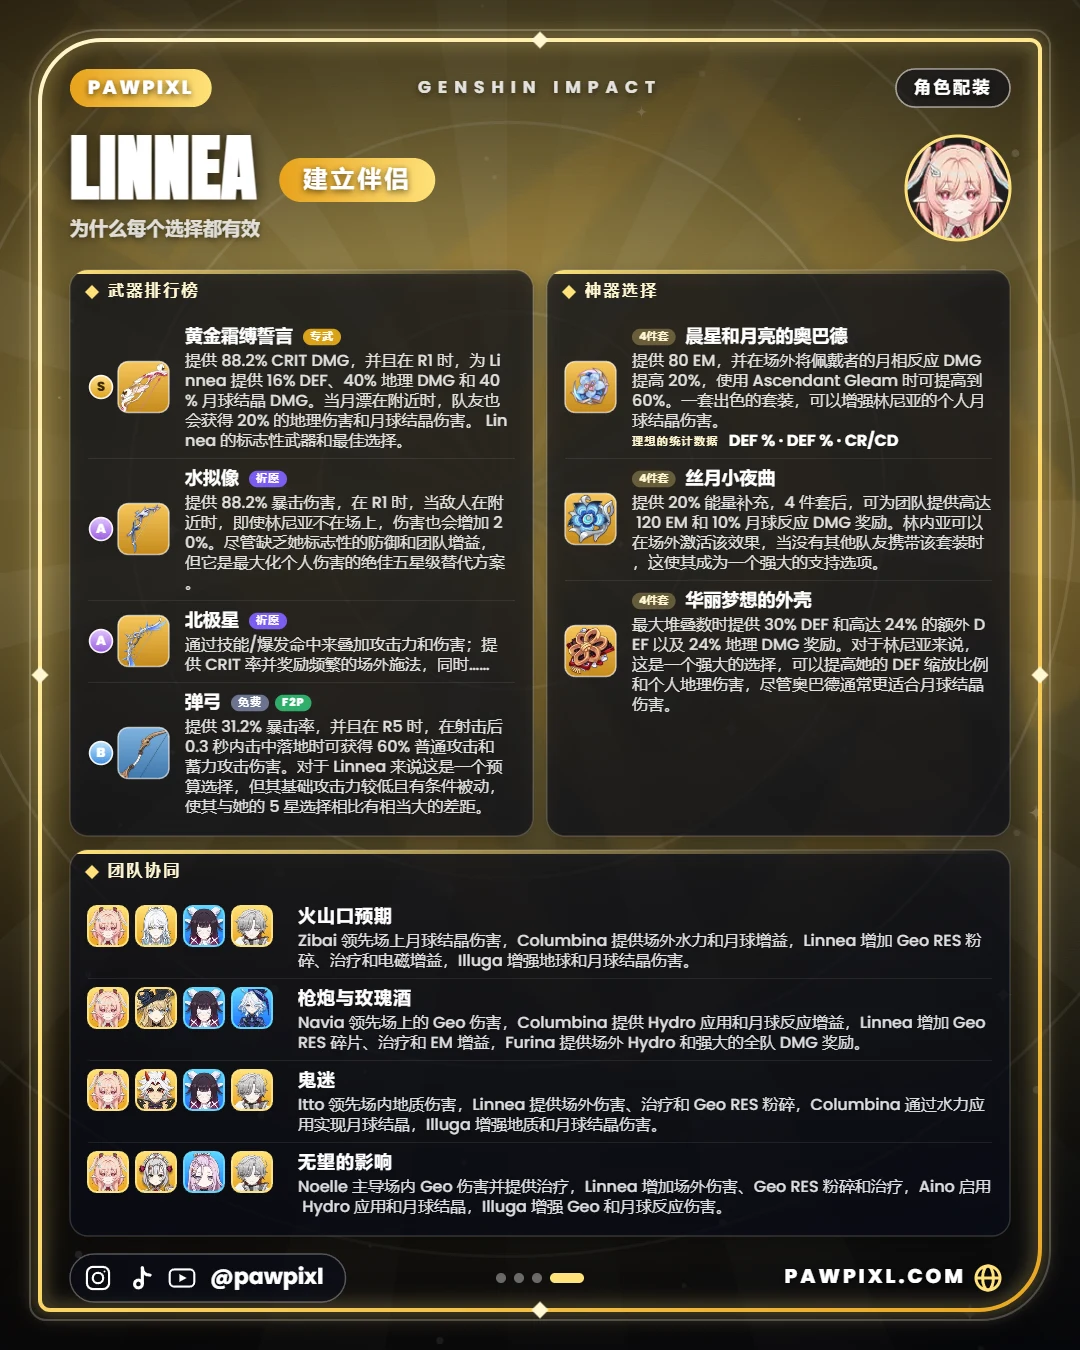 PAWPIXL
GENSHIN IMPACT
角色配装
LINNEA
建立伴侣
为什么每个选择都有效
武器排行榜
黄金霜缚誓言 专武
S
提供 88.2% CRIT DMG，并且在 R1 时，为 Li
nnea 提供 16% DEF、40% 地理 DMG 和 40
% 月球结晶 DMG。当月漂在附近时，队友也
会获得 20% 的地理伤害和月球结晶伤害。 Lin
nea 的标志性武器和最佳选择。
水拟像 祈愿
A
提供 88.2% 暴击伤害，在 R1 时，当敌人在附
近时，即使林尼亚不在场上，伤害也会增加 2
0%。尽管缺乏她标志性的防御和团队增益，
但它是最大化个人伤害的绝佳五星级替代方案
。
北极星 祈愿
A
通过技能/爆发命中来叠加攻击力和伤害；提
供 CRIT 率并奖励频繁的场外施法，同时……
弹弓 免费 F2P
B
提供 31.2% 暴击率，并且在 R5 时，在射击后
0.3 秒内击中落地时可获得 60% 普通攻击和
蓄力攻击伤害。对于 Linnea 来说这是一个预
算选择，但其基础攻击力较低且有条件被动，
使其与她的 5 星选择相比有相当大的差距。
神器选择
4件套 晨星和月亮的奥巴德
提供 80 EM，并在场外将佩戴者的月相反应 DMG
提高 20%，使用 Ascendant Gleam 时可提高到
60%。一套出色的套装，可以增强林尼亚的个人月
球结晶伤害。
理想的统计数据 DEF % · DEF % · CR/CD
4件套 丝月小夜曲
提供 20% 能量补充，4 件套后，可为团队提供高达
120 EM 和 10% 月球反应 DMG 奖励。林内亚可以
在场外激活该效果，当没有其他队友携带该套装时
，这使其成为一个强大的支持选项。
4件套 华丽梦想的外壳
最大堆叠数时提供 30% DEF 和高达 24% 的额外 D
EF 以及 24% 地理 DMG 奖励。对于林尼亚来说，
这是一个强大的选择，可以提高她的 DEF 缩放比例
和个人地理伤害，尽管奥巴德通常更适合月球结晶
伤害。
团队协同
火山口预期
Zibai 领先场上月球结晶伤害，Columbina 提供场外水力和月球增益，Linnea 增加 Geo RES 粉
碎、治疗和电磁增益，Illuga 增强地球和月球结晶伤害。
枪炮与玫瑰酒
Navia 领先场上的 Geo 伤害，Columbina 提供 Hydro 应用和月球反应增益，Linnea 增加 Geo
RES 碎片、治疗和 EM 增益，Furina 提供场外 Hydro 和强大的全队 DMG 奖励。
鬼迷
Itto 领先场内地质伤害，Linnea 提供场外伤害、治疗和 Geo RES 粉碎，Columbina 通过水力应
用实现月球结晶，Illuga 增强地质和月球结晶伤害。
无望的影响
Noelle 主导场内 Geo 伤害并提供治疗，Linnea 增加场外伤害、Geo RES 粉碎和治疗，Aino 启用
Hydro 应用和月球结晶，Illuga 增强 Geo 和月球反应伤害。
@pawpixl
PAWPIXL.COM